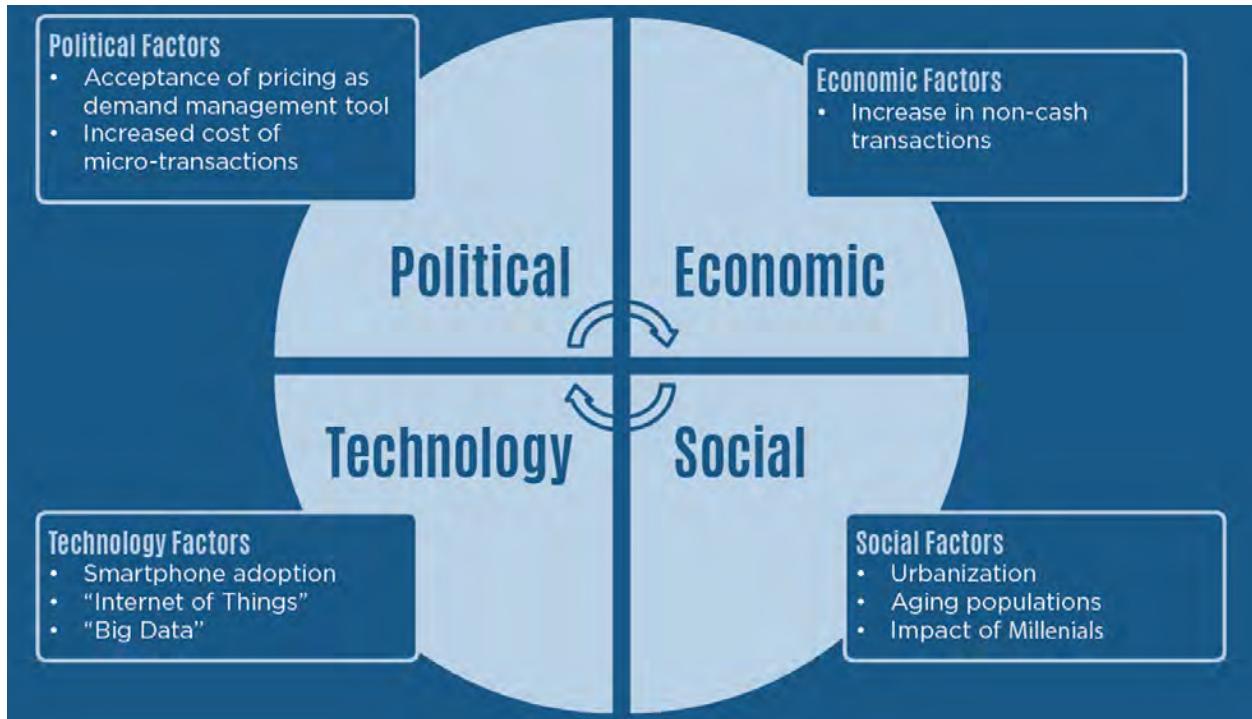 Political Factors
• Acceptance of pricing as
demand management tool
• Increased cost of
micro-transactions
Economic Factors
• Increase in non-cash
transactions
Political
Economic
Technology
Social
Technology Factors
• Smartphone adoption
• “Internet of Things”
• “Big Data”
Social Factors
• Urbanization
• Aging populations
• Impact of Millenials